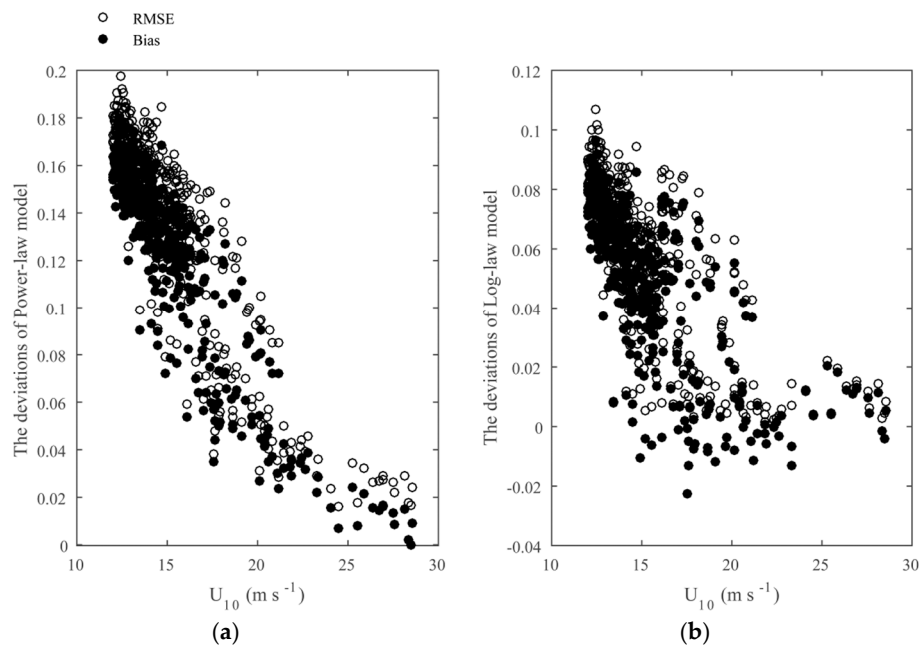 RMSE
Bias
The deviations of Power-law model
0.2
0.18
0.16
0.14
0.12
0.1
0.08
0.06
0.04
0.02
0
10 15 20 25 30
U10 (m s -1)
(a)
The deviations of Log-law model
0.12
0.1
0.08
0.06
0.04
0.02
0
-0.02
-0.04
10 15 20 25 30
U10 (m s -1)
(b)